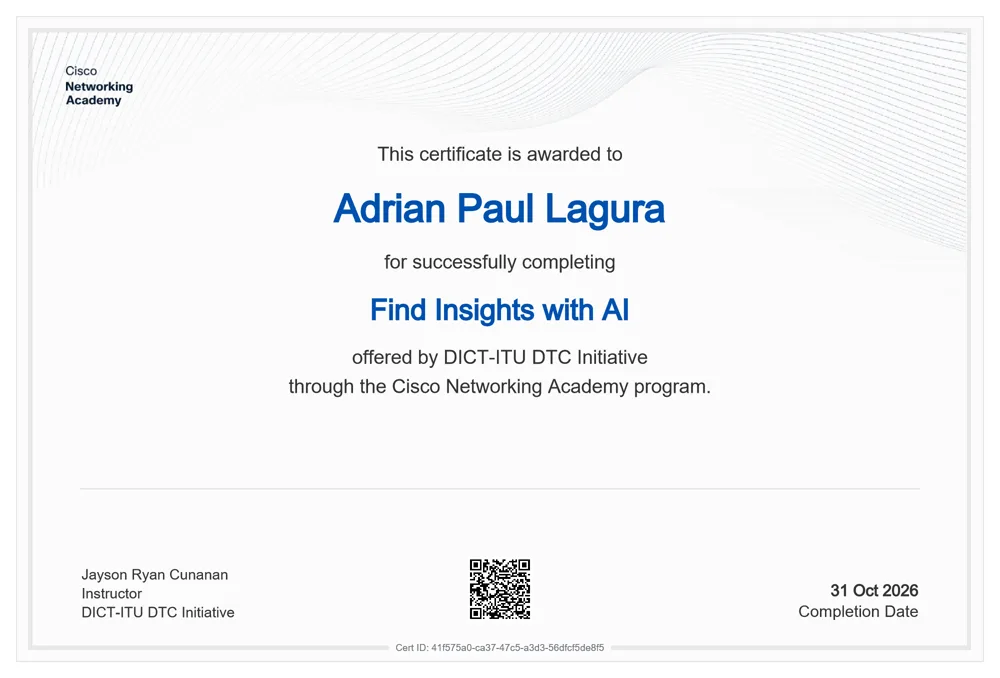 Cisco
Networking
Academy
This certificate is awarded to
Adrian Paul Lagura
for successfully completing
Find Insights with AI
offered by DICT-ITU DTC Initiative
through the Cisco Networking Academy program.
Jayson Ryan Cunanan
Instructor
DICT-ITU DTC Initiative
31 Oct 2026
Completion Date
Cert ID: 41f575a0-ca37-47c5-a3d3-56dfcf5de8f5